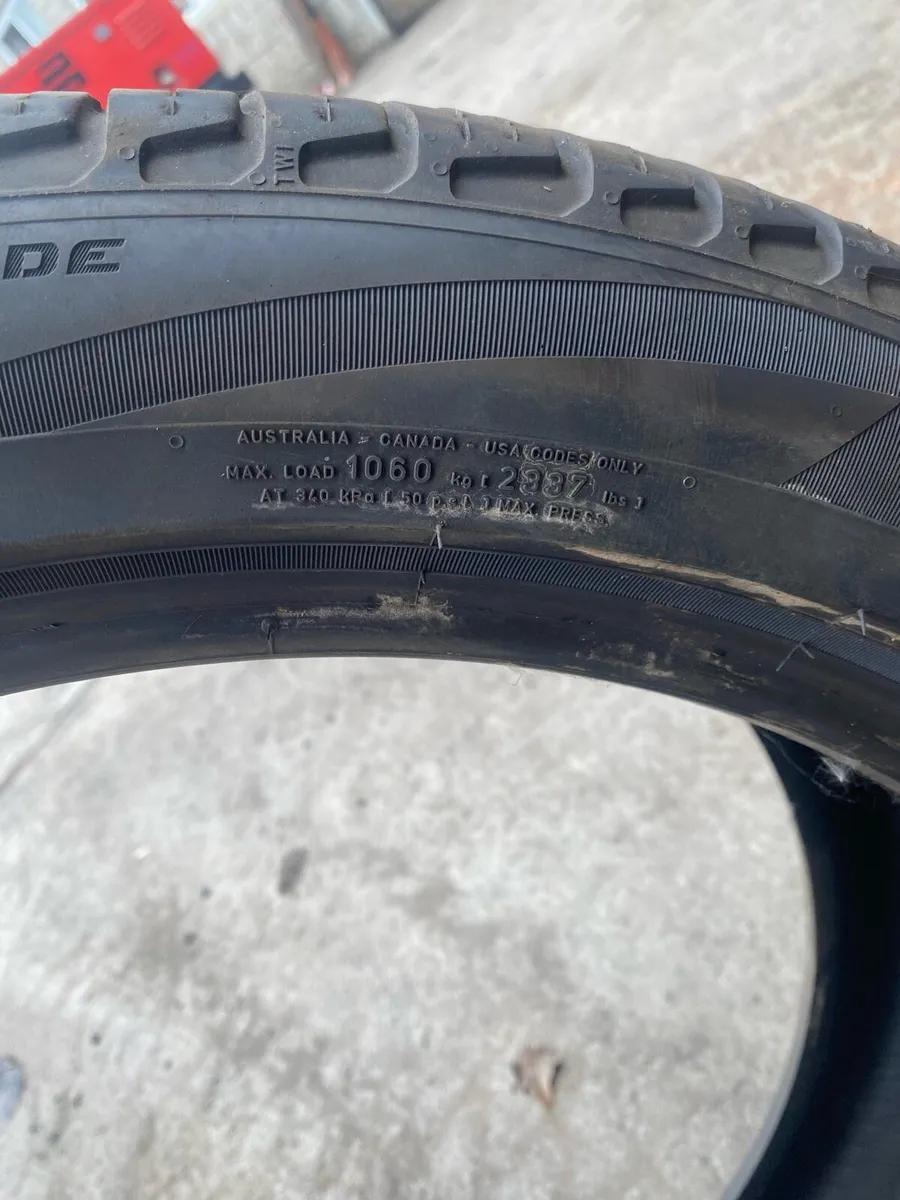 TWI
DE
AUSTRALIA - CANADA - USA CODES ONLY
MAX. LOAD 1060 kg [ 2337 lbs ]
AT 340 kPa [ 50 p.s.i. ] MAX. PRESS.